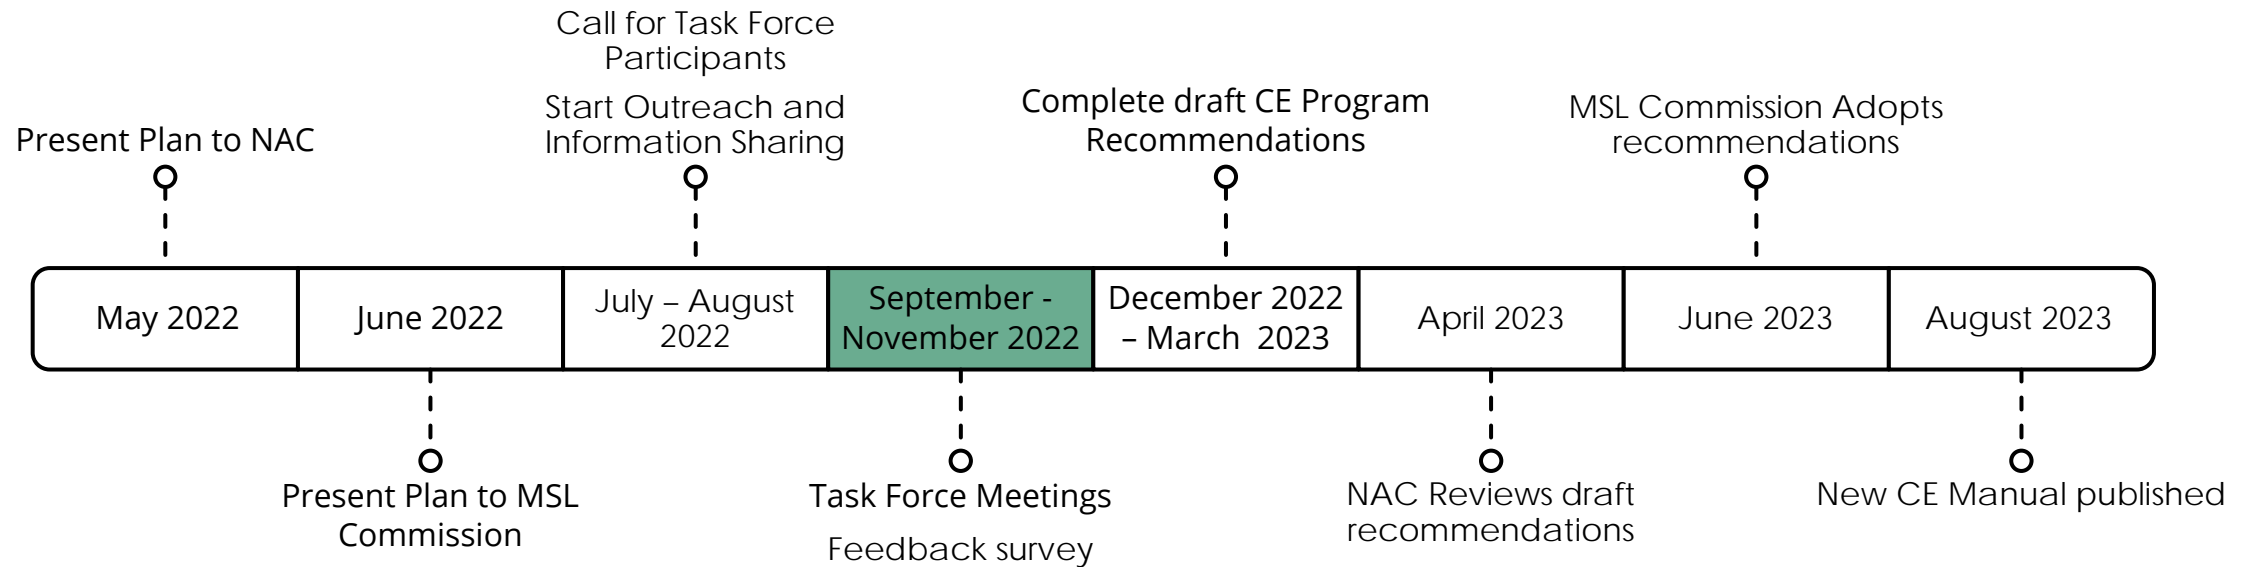 Call for Task Force
Participants
Start Outreach and
Information Sharing
Present Plan to NAC
Complete draft CE Program
Recommendations
MSL Commission Adopts
recommendations
May 2022
June 2022
July – August
2022
September -
November 2022
December 2022
– March  2023
April 2023
June 2023
August 2023
Present Plan to MSL
Commission
Task Force Meetings
Feedback survey
NAC Reviews draft
recommendations
New CE Manual published